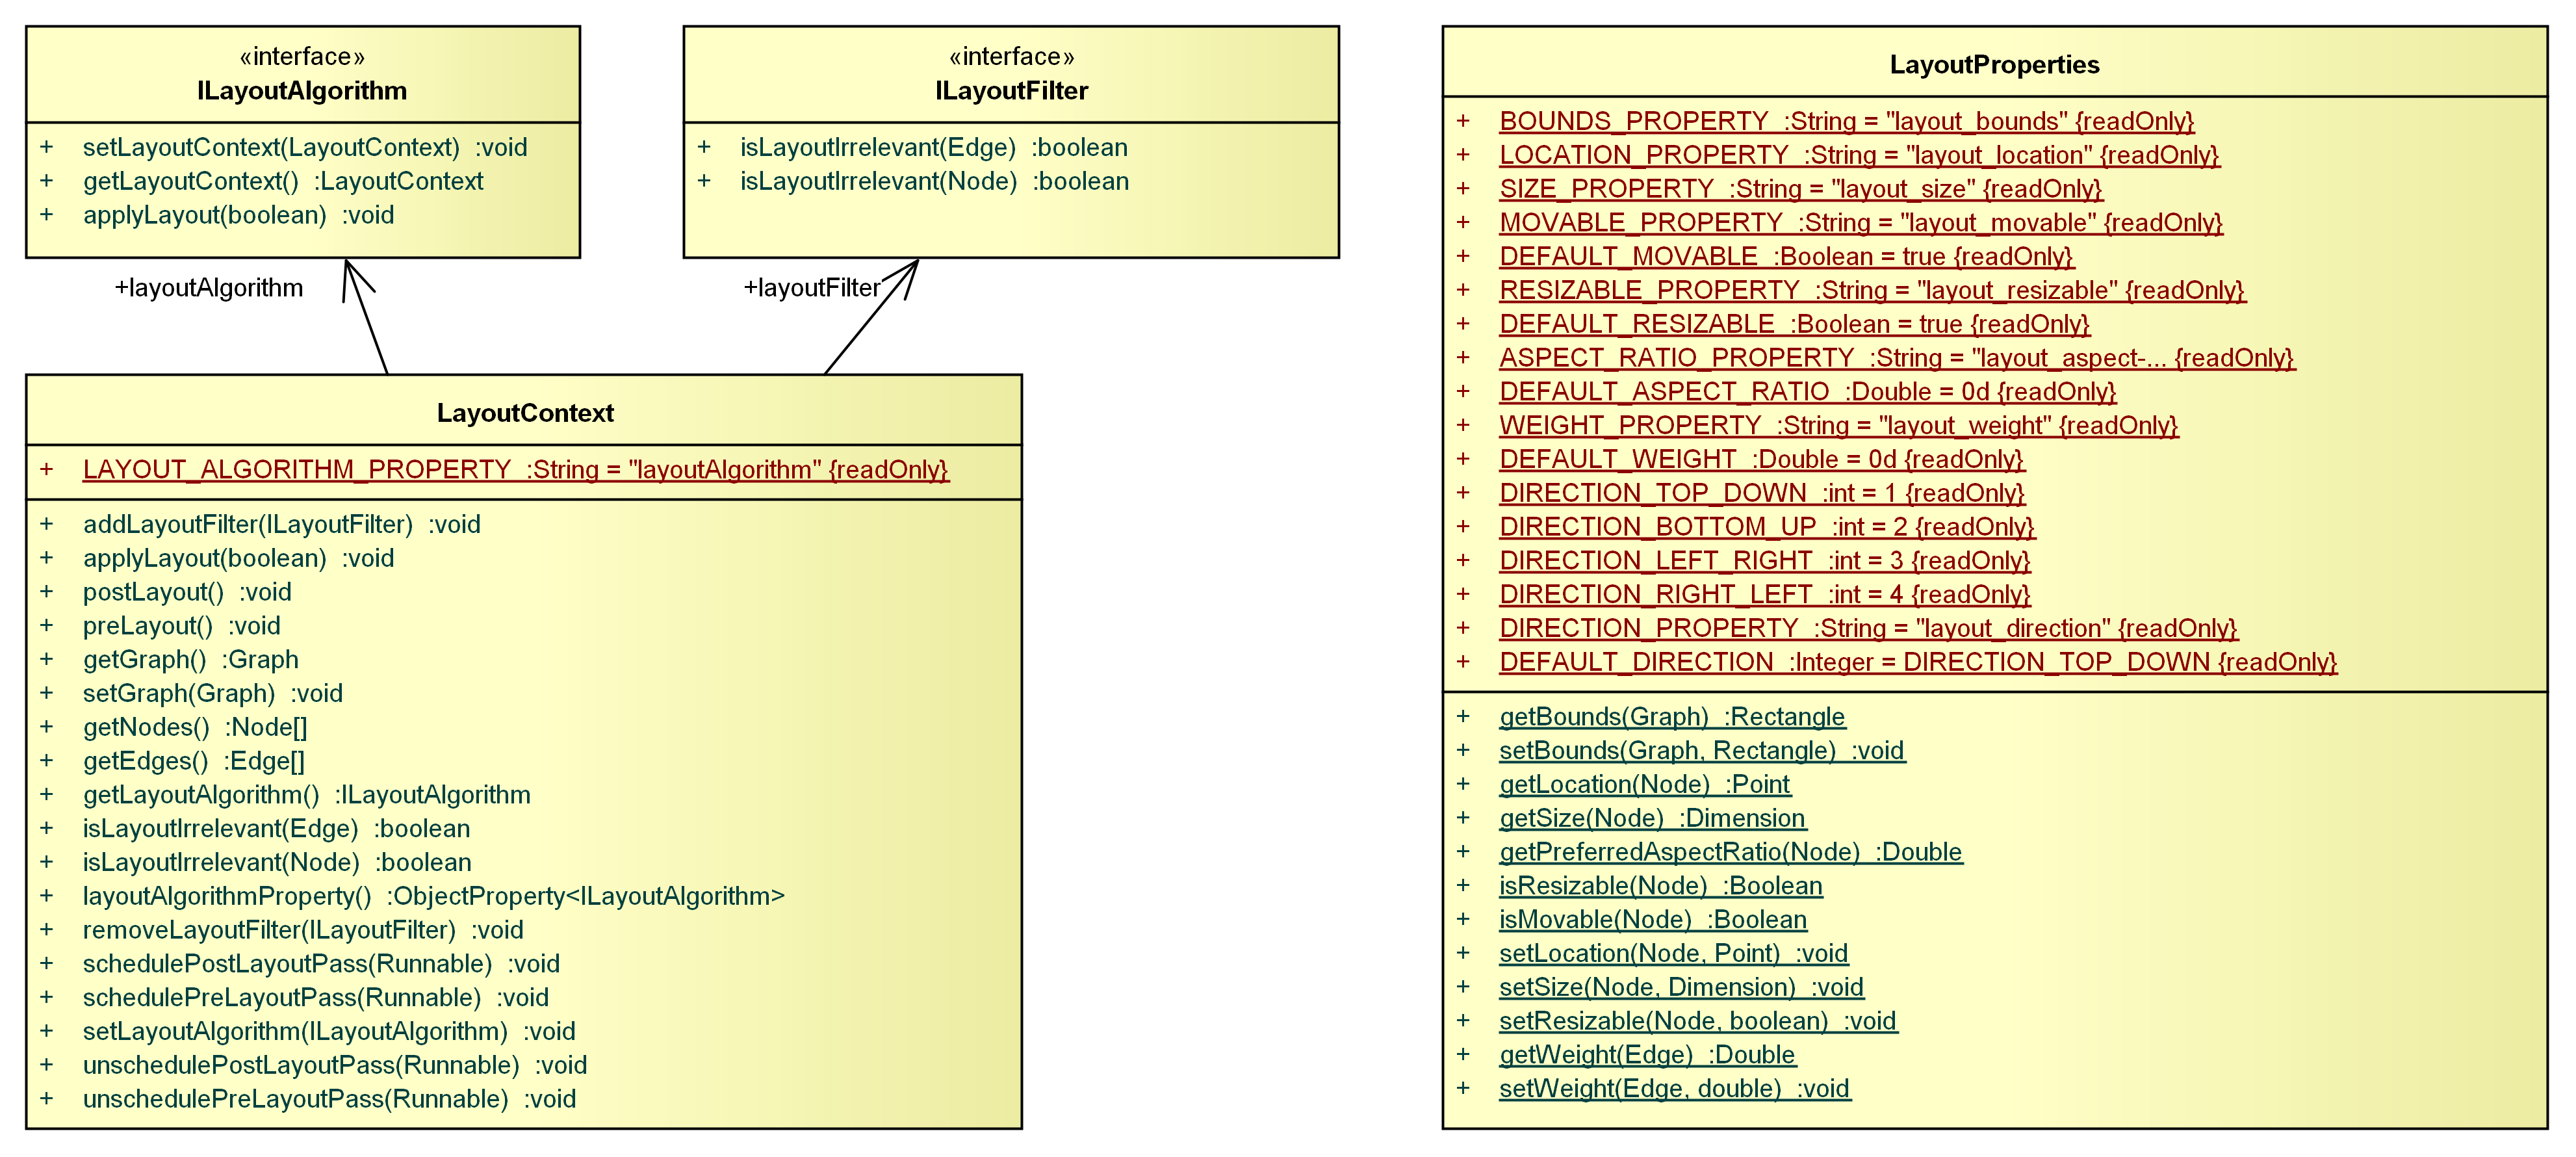 «interface»
ILayoutAlgorithm
+ setLayoutContext(LayoutContext) :void
+ getLayoutContext() :LayoutContext
+ applyLayout(boolean) :void
«interface»
ILayoutFilter
+ isLayoutIrrelevant(Edge) :boolean
+ isLayoutIrrelevant(Node) :boolean
+layoutAlgorithm
+layoutFilter
LayoutContext
+ LAYOUT_ALGORITHM_PROPERTY :String = "layoutAlgorithm" {readOnly}
+ addLayoutFilter(ILayoutFilter) :void
+ applyLayout(boolean) :void
+ postLayout() :void
+ preLayout() :void
+ getGraph() :Graph
+ setGraph(Graph) :void
+ getNodes() :Node[]
+ getEdges() :Edge[]
+ getLayoutAlgorithm() :ILayoutAlgorithm
+ isLayoutIrrelevant(Edge) :boolean
+ isLayoutIrrelevant(Node) :boolean
+ layoutAlgorithmProperty() :ObjectProperty<ILayoutAlgorithm>
+ removeLayoutFilter(ILayoutFilter) :void
+ schedulePostLayoutPass(Runnable) :void
+ schedulePreLayoutPass(Runnable) :void
+ setLayoutAlgorithm(ILayoutAlgorithm) :void
+ unschedulePostLayoutPass(Runnable) :void
+ unschedulePreLayoutPass(Runnable) :void
LayoutProperties
+ BOUNDS_PROPERTY :String = "layout_bounds" {readOnly}
+ LOCATION_PROPERTY :String = "layout_location" {readOnly}
+ SIZE_PROPERTY :String = "layout_size" {readOnly}
+ MOVABLE_PROPERTY :String = "layout_movable" {readOnly}
+ DEFAULT_MOVABLE :Boolean = true {readOnly}
+ RESIZABLE_PROPERTY :String = "layout_resizable" {readOnly}
+ DEFAULT_RESIZABLE :Boolean = true {readOnly}
+ ASPECT_RATIO_PROPERTY :String = "layout_aspect-... {readOnly}
+ DEFAULT_ASPECT_RATIO :Double = 0d {readOnly}
+ WEIGHT_PROPERTY :String = "layout_weight" {readOnly}
+ DEFAULT_WEIGHT :Double = 0d {readOnly}
+ DIRECTION_TOP_DOWN :int = 1 {readOnly}
+ DIRECTION_BOTTOM_UP :int = 2 {readOnly}
+ DIRECTION_LEFT_RIGHT :int = 3 {readOnly}
+ DIRECTION_RIGHT_LEFT :int = 4 {readOnly}
+ DIRECTION_PROPERTY :String = "layout_direction" {readOnly}
+ DEFAULT_DIRECTION :Integer = DIRECTION_TOP_DOWN {readOnly}
+ getBounds(Graph) :Rectangle
+ setBounds(Graph, Rectangle) :void
+ getLocation(Node) :Point
+ getSize(Node) :Dimension
+ getPreferredAspectRatio(Node) :Double
+ isResizable(Node) :Boolean
+ isMovable(Node) :Boolean
+ setLocation(Node, Point) :void
+ setSize(Node, Dimension) :void
+ setResizable(Node, boolean) :void
+ getWeight(Edge) :Double
+ setWeight(Edge, double) :void